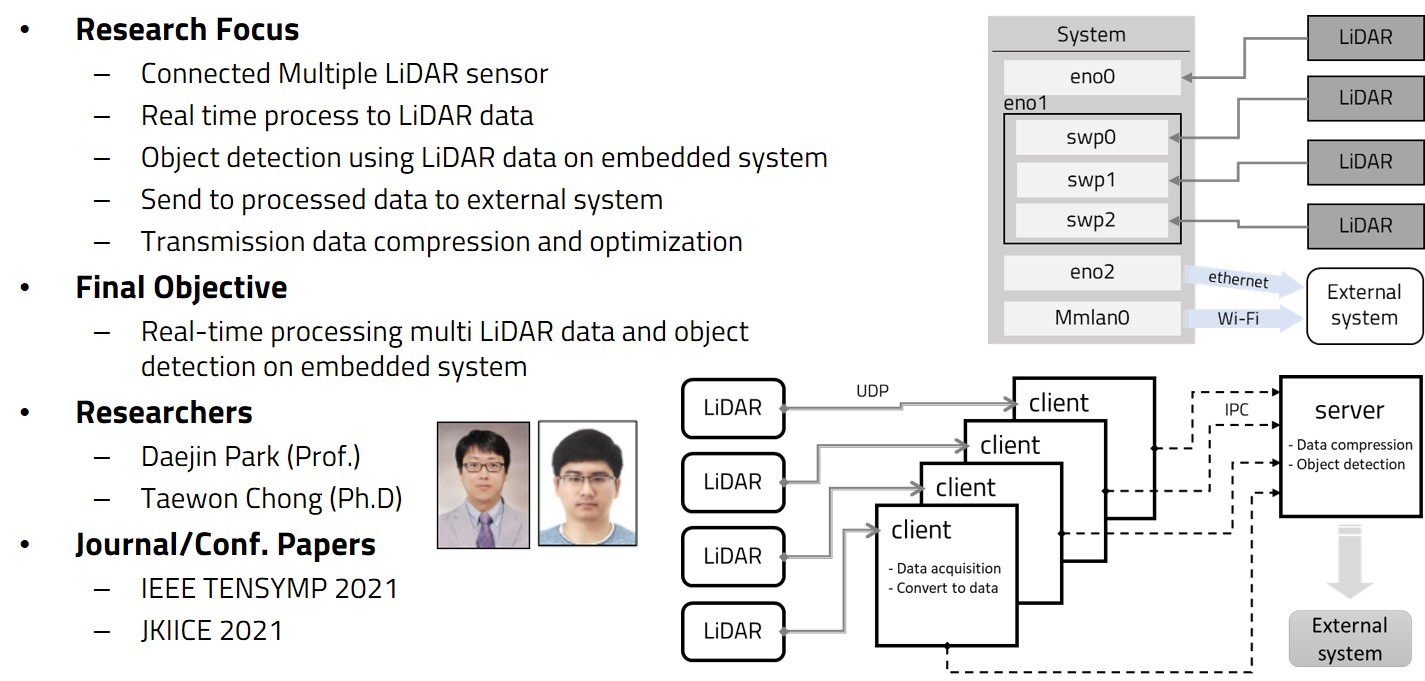 • Research Focus
– Connected Multiple LiDAR sensor
– Real time process to LiDAR data
– Object detection using LiDAR data on embedded system
– Send to processed data to external system
– Transmission data compression and optimization
• Final Objective
– Real-time processing multi LiDAR data and object
detection on embedded system
• Researchers
– Daejin Park (Prof.)
– Taewon Chong (Ph.D)
• Journal/Conf. Papers
– IEEE TENSYMP 2021
– JKIICE 2021
System
eno0
eno1
swp0
swp1
swp2
eno2
Mmlan0
LiDAR
LiDAR
LiDAR
LiDAR
ethernet
Wi-Fi
External
system
LiDAR
LiDAR
LiDAR
LiDAR
UDP
client
client
client
client
- Data acquisition
- Convert to data
IPC
server
- Data compression
- Object detection
External
system